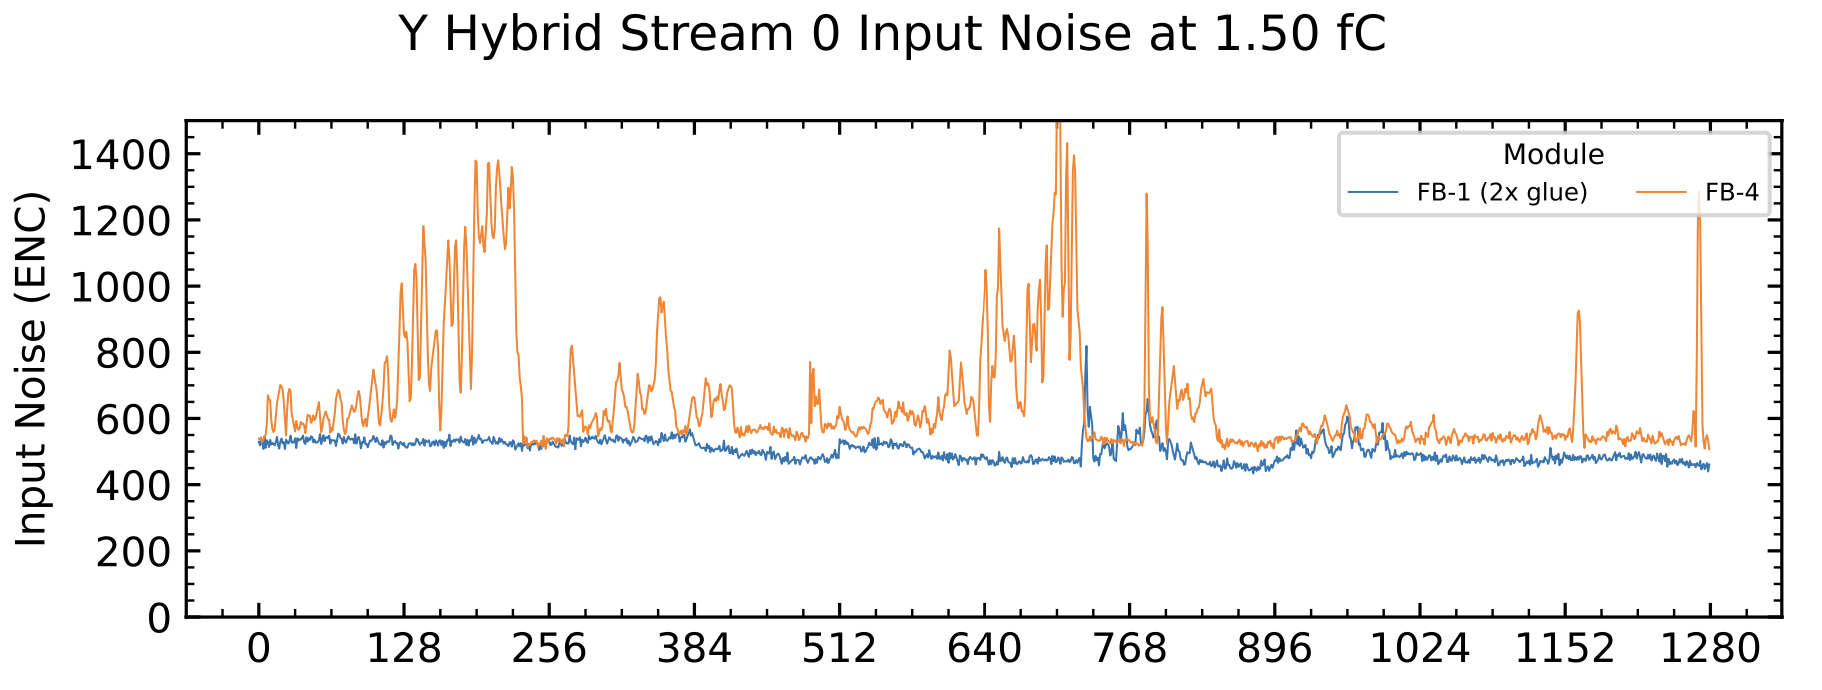 Y Hybrid Stream 0 Input Noise at 1.50 fC
Input Noise (ENC)
1400
1200
1000
800
600
400
200
0
Module
FB-1 (2x glue) FB-4
0 128 256 384 512 640 768 896 1024 1152 1280